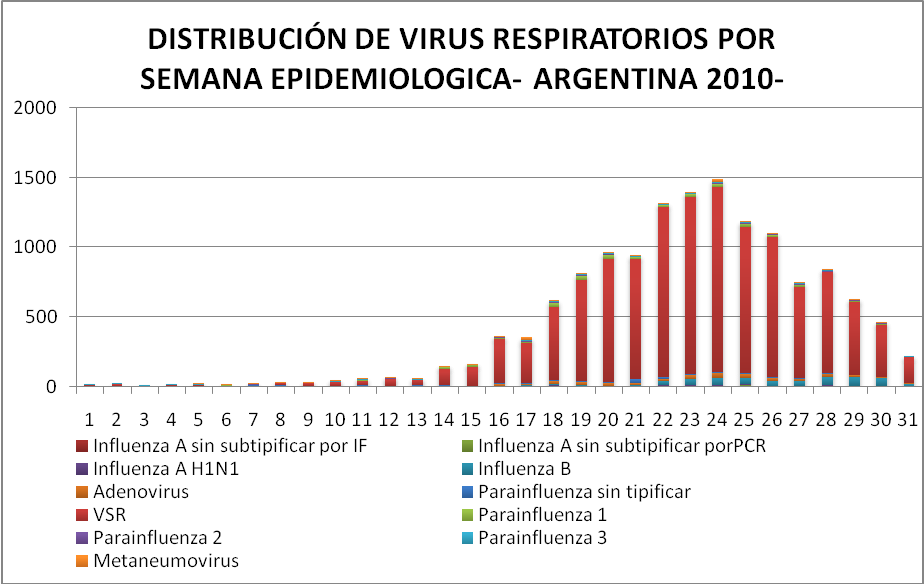 DISTRIBUCIÓN DE VIRUS RESPIRATORIOS POR
SEMANA EPIDEMIOLOGICA- ARGENTINA 2010-
2000
1500
1000
500
0
1 2 3 4 5 6 7 8 9 10 11 12 13 14 15 16 17 18 19 20 21 22 23 24 25 26 27 28 29 30 31
Influenza A sin subtipificar por IF
Influenza A sin subtipificar porPCR
Influenza A H1N1
Influenza B
Adenovirus
Parainfluenza sin tipificar
VSR
Parainfluenza 1
Parainfluenza 2
Parainfluenza 3
Metaneumovirus